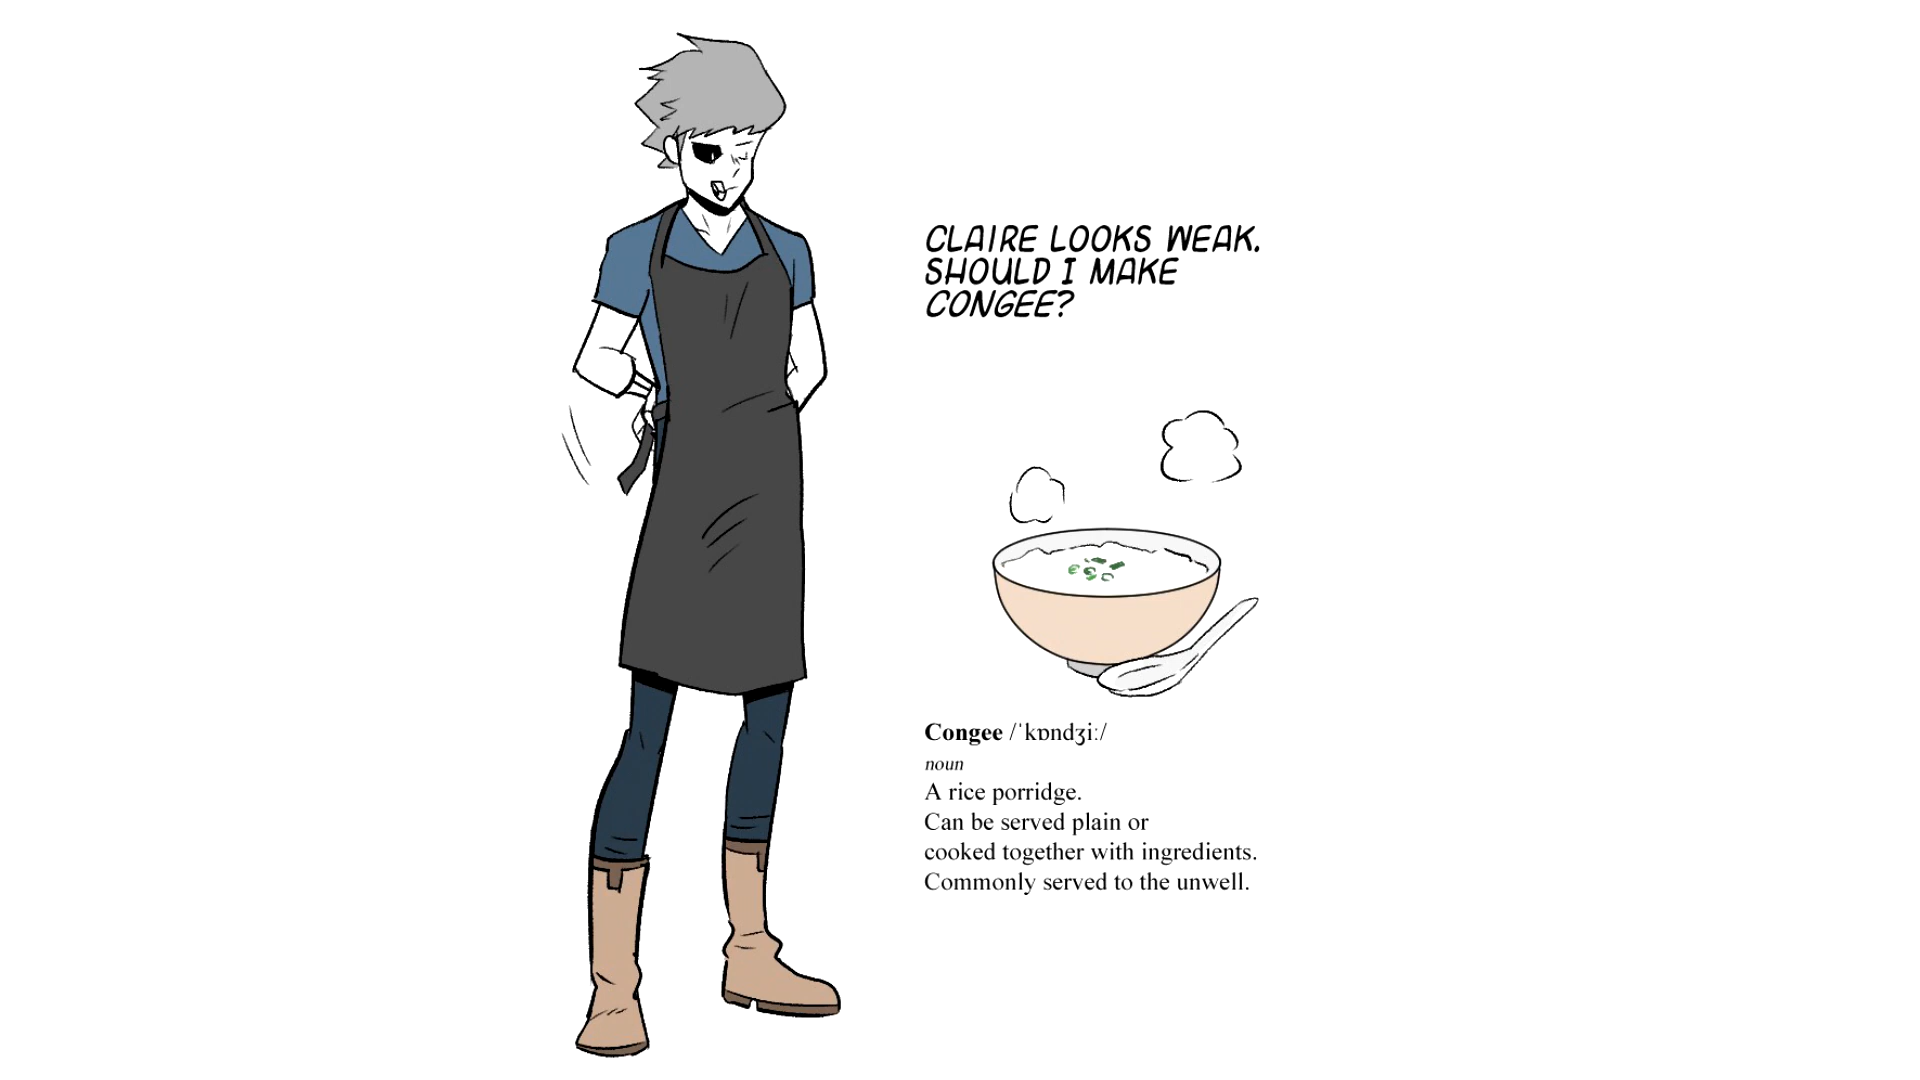 CLAIRE LOOKS WEAK.
SHOULD I MAKE
CONGEE?
Congee /ˈkɒndʒiː/
noun
A rice porridge.
Can be served plain or
cooked together with ingredients.
Commonly served to the unwell.